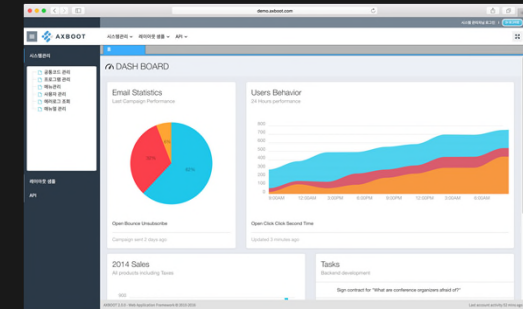 demo.axboot.com
AXBOOT
시스템관리 레이아웃 샘플 API
시스템관리
공통코드 관리
프로그램 관리
메뉴관리
사용자 관리
에러로그 조회
매뉴얼 관리
레이아웃 샘플
API
DASH BOARD
Email Statistics
Last Campaign Performance
62%
32%
6%
Open Bounce Unsubscribe
Campaign sent 2 days ago
Users Behavior
24 Hours performance
800
700
600
500
400
300
200
100
0
9:00AM 12:00AM 3:00PM 6:00PM 9:00PM 12:00PM 3:00AM 6:00AM
Open Click Click Second Time
Updated 3 minutes ago
2014 Sales
All products including Taxes
900
Tasks
Backend development
Sign contract for "What are conference organizers afraid of?"